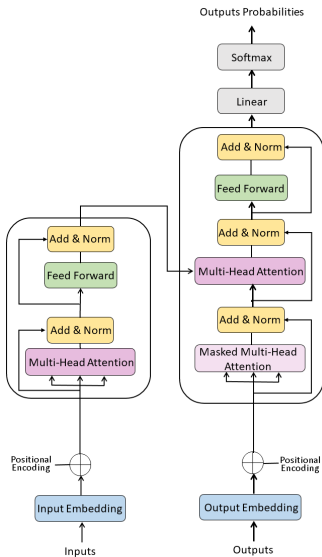 Outputs Probabilities
Softmax
Linear
Add & Norm
Feed Forward
Add & Norm
Multi-Head Attention
Add & Norm
Masked Multi-Head
Attention
Positional
Encoding
Output Embedding
Outputs
Add & Norm
Feed Forward
Add & Norm
Multi-Head Attention
Positional
Encoding
Input Embedding
Inputs